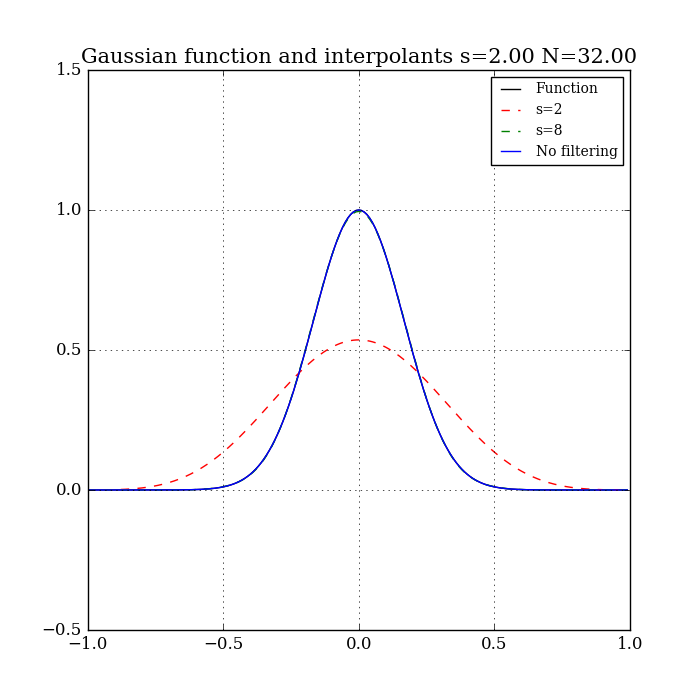 Gaussian function and interpolants s=2.00 N=32.00
1.5
Function
s=2
s=8
No filtering
1.0
0.5
0.0
−0.5
−1.0 −0.5 0.0 0.5 1.0